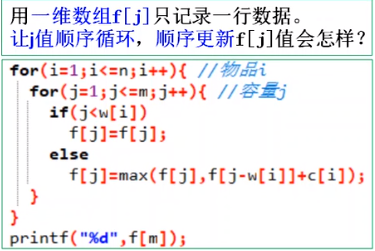 用一维数组f[j]只记录一行数据。
让j值顺序循环，顺序更新f[j]值会怎样？
for(i=1;i<=n;i++){ //物品i
for(j=1;j<=m;j++){ //容量j
if(j<w[i])
f[j]=f[j];
else
f[j]=max(f[j],f[j-w[i]]+c[i]);
}
}
printf("%d",f[m]);